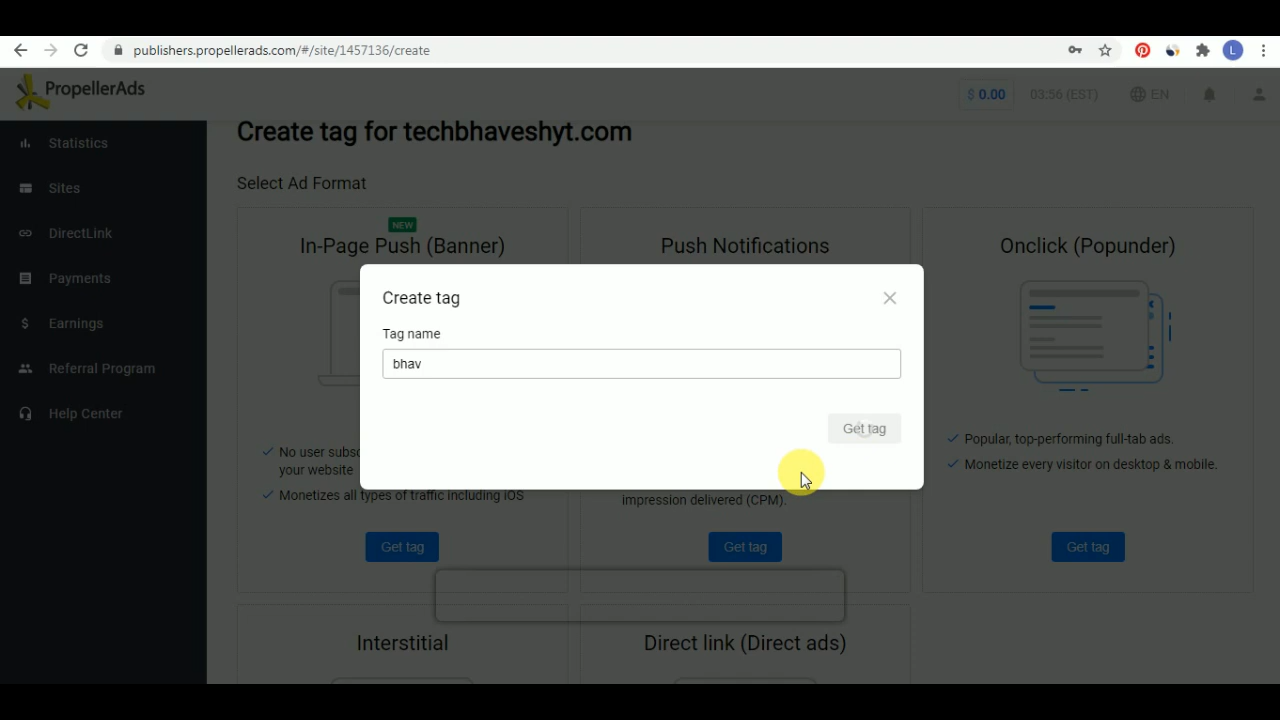 publishers.propellerads.com/#/site/1457136/create
L
PropellerAds
$ 0.00
03:56 (EST)
EN
Statistics
Sites
DirectLink
Payments
Earnings
Referral Program
Help Center
Create tag for techbhaveshyt.com
Select Ad Format
NEW
In-Page Push (Banner)
Push Notifications
Onclick (Popunder)
Create tag
Tag name
bhav
Get tag
No user subsc
your website
Monetizes all types of traffic including iOS
impression delivered (CPM).
Popular, top-performing full-tab ads.
Monetize every visitor on desktop & mobile.
Get tag
Get tag
Get tag
Interstitial
Direct link (Direct ads)